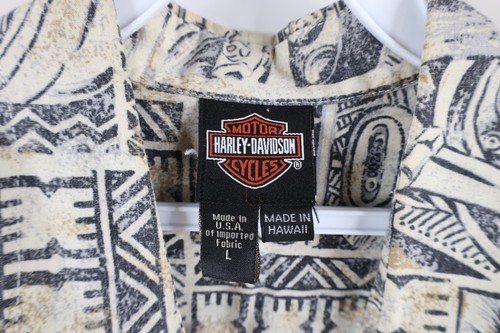 MOTOR
HARLEY-DAVIDSON
CYCLES ®
Made in
U.S.A.
of Imported
Fabric
L
MADE IN
HAWAII